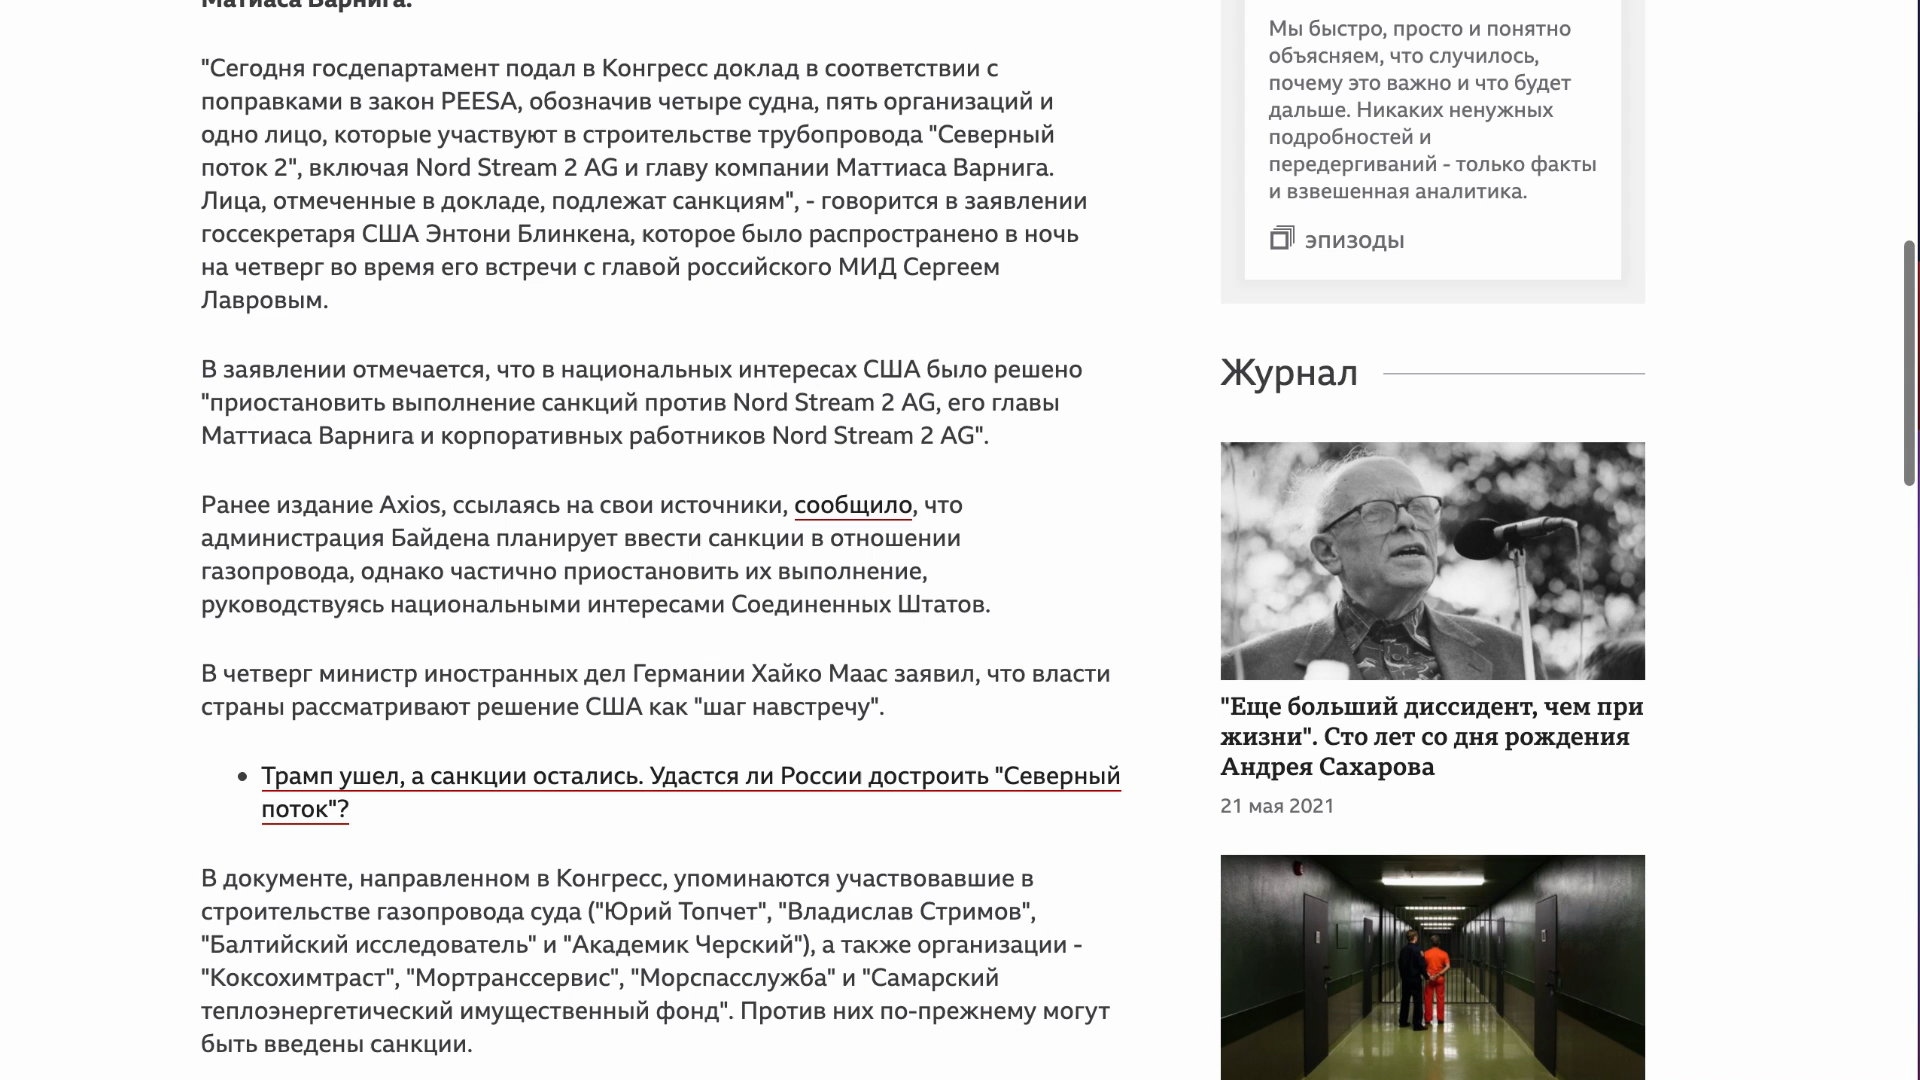 Матиаса Варнига.
"Сегодня госдепартамент подал в Конгресс доклад в соответствии с
поправками в закон PEESA, обозначив четыре судна, пять организаций и
одно лицо, которые участвуют в строительстве трубопровода "Северный
поток 2", включая Nord Stream 2 AG и главу компании Маттиаса Варнига.
Лица, отмеченные в докладе, подлежат санкциям", - говорится в заявлении
госсекретаря США Энтони Блинкена, которое было распространено в ночь
на четверг во время его встречи с главой российского МИД Сергеем
Лавровым.
В заявлении отмечается, что в национальных интересах США было решено
"приостановить выполнение санкций против Nord Stream 2 AG, его главы
Маттиаса Варнига и корпоративных работников Nord Stream 2 AG".
Ранее издание Axios, ссылаясь на свои источники, сообщило, что
администрация Байдена планирует ввести санкции в отношении
газопровода, однако частично приостановить их выполнение,
руководствуясь национальными интересами Соединенных Штатов.
В четверг министр иностранных дел Германии Хайко Маас заявил, что власти
страны рассматривают решение США как "шаг навстречу".
• Трамп ушел, а санкции остались. Удастся ли России достроить "Северный
поток"?
В документе, направленном в Конгресс, упоминаются участвовавшие в
строительстве газопровода суда ("Юрий Топчет", "Владислав Стримов",
"Балтийский исследователь" и "Академик Черский"), а также организации -
"Коксохимтраст", "Мортранссервис", "Морспасслужба" и "Самарский
теплоэнергетический имущественный фонд". Против них по-прежнему могут
быть введены санкции.
Мы быстро, просто и понятно
объясняем, что случилось,
почему это важно и что будет
дальше. Никаких ненужных
подробностей и
передергиваний - только факты
и взвешенная аналитика.
эпизоды
Журнал
"Еще больший диссидент, чем при
жизни". Сто лет со дня рождения
Андрея Сахарова
21 мая 2021